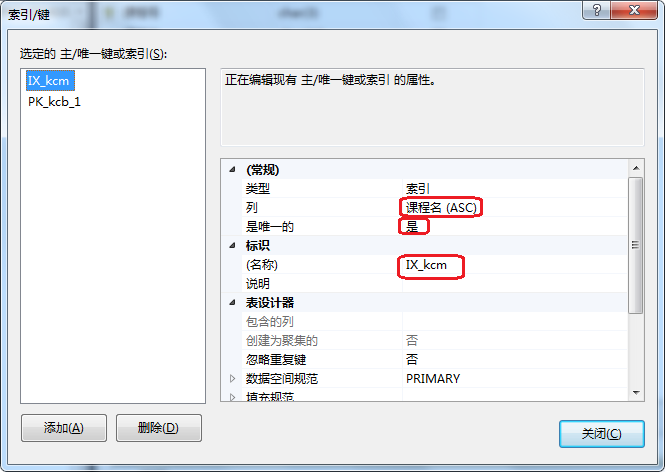 索引/键
选定的 主/唯一键或索引(S):
IX_kcm
PK_kcb_1
正在编辑现有 主/唯一键或索引 的属性。
(常规)
类型 索引
列 课程名 (ASC)
是唯一的 是
标识
(名称) IX_kcm
说明
表设计器
包含的列
创建为聚集的 否
忽略重复键 否
数据空间规范 PRIMARY
填充规范
添加(A) 删除(D)
关闭(C)